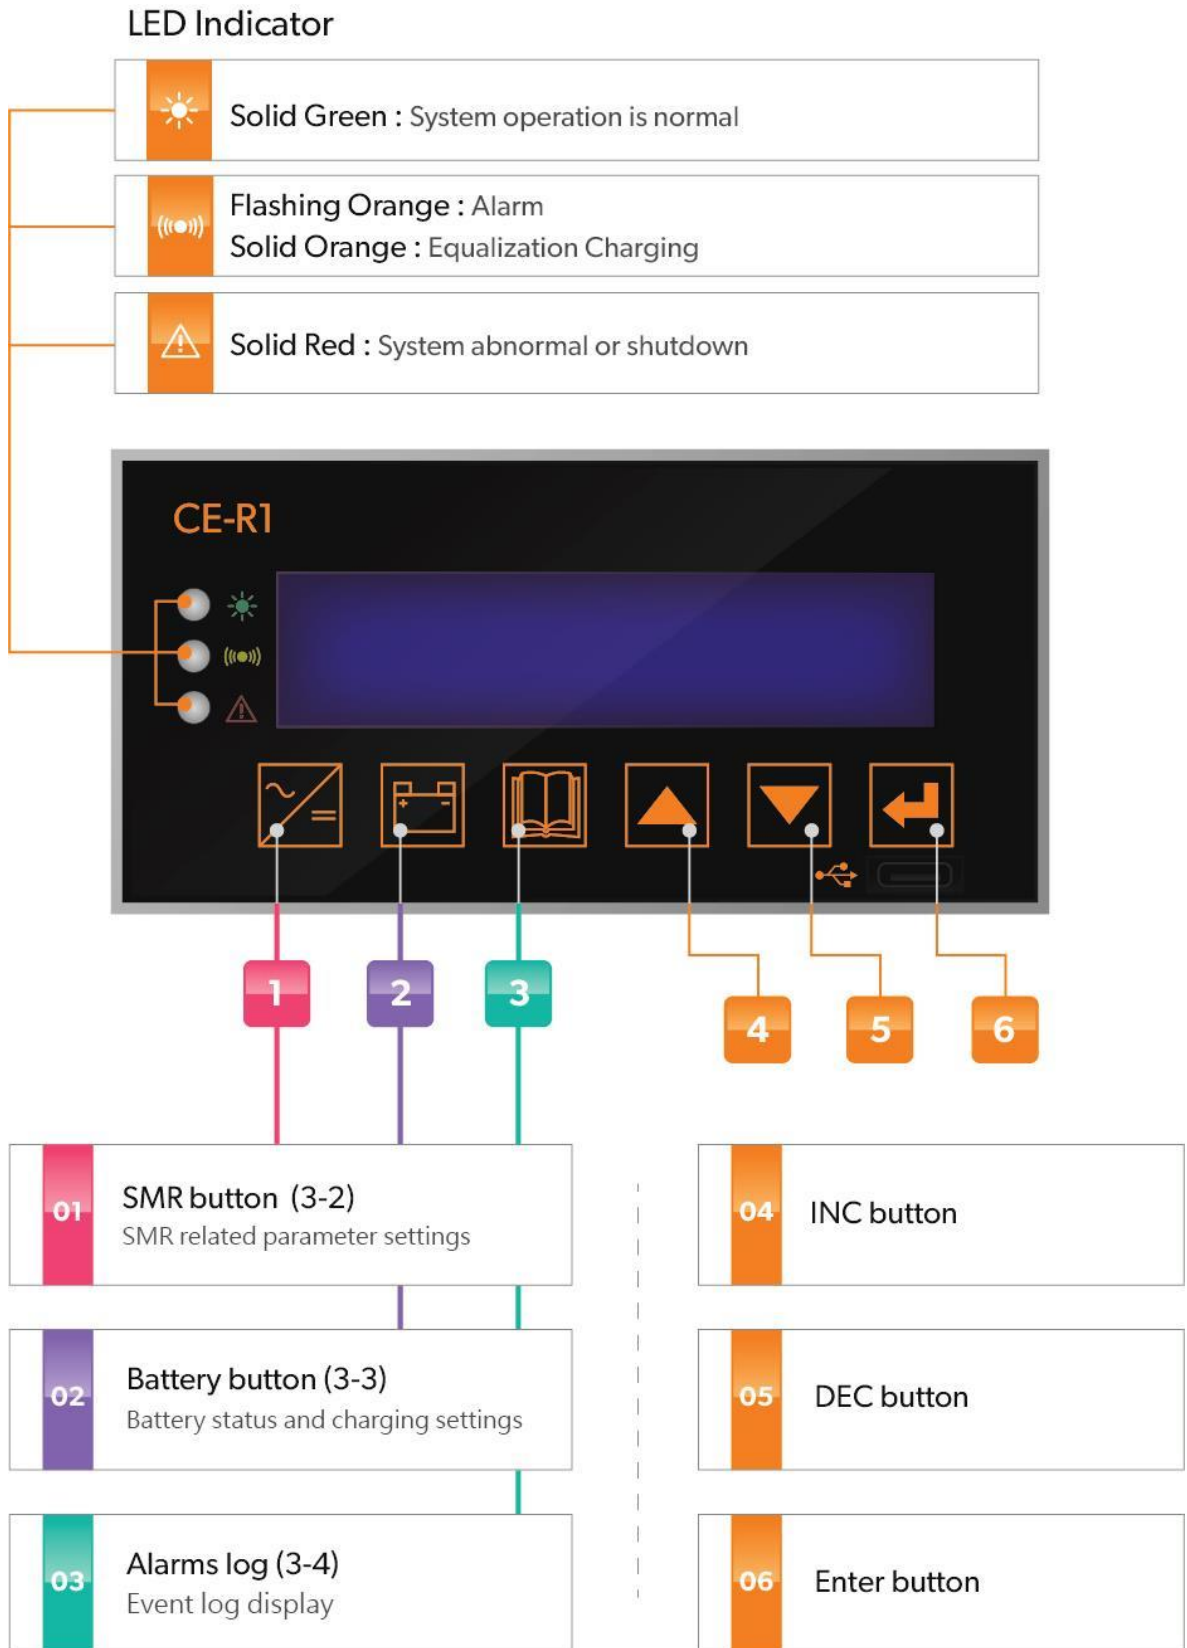 LED Indicator
Solid Green : System operation is normal
Flashing Orange : Alarm
Solid Orange : Equalization Charging
Solid Red : System abnormal or shutdown
CE-R1
1
2
3
4
5
6
01
SMR button (3-2)
SMR related parameter settings
02
Battery button (3-3)
Battery status and charging settings
03
Alarms log (3-4)
Event log display
04
INC button
05
DEC button
06
Enter button